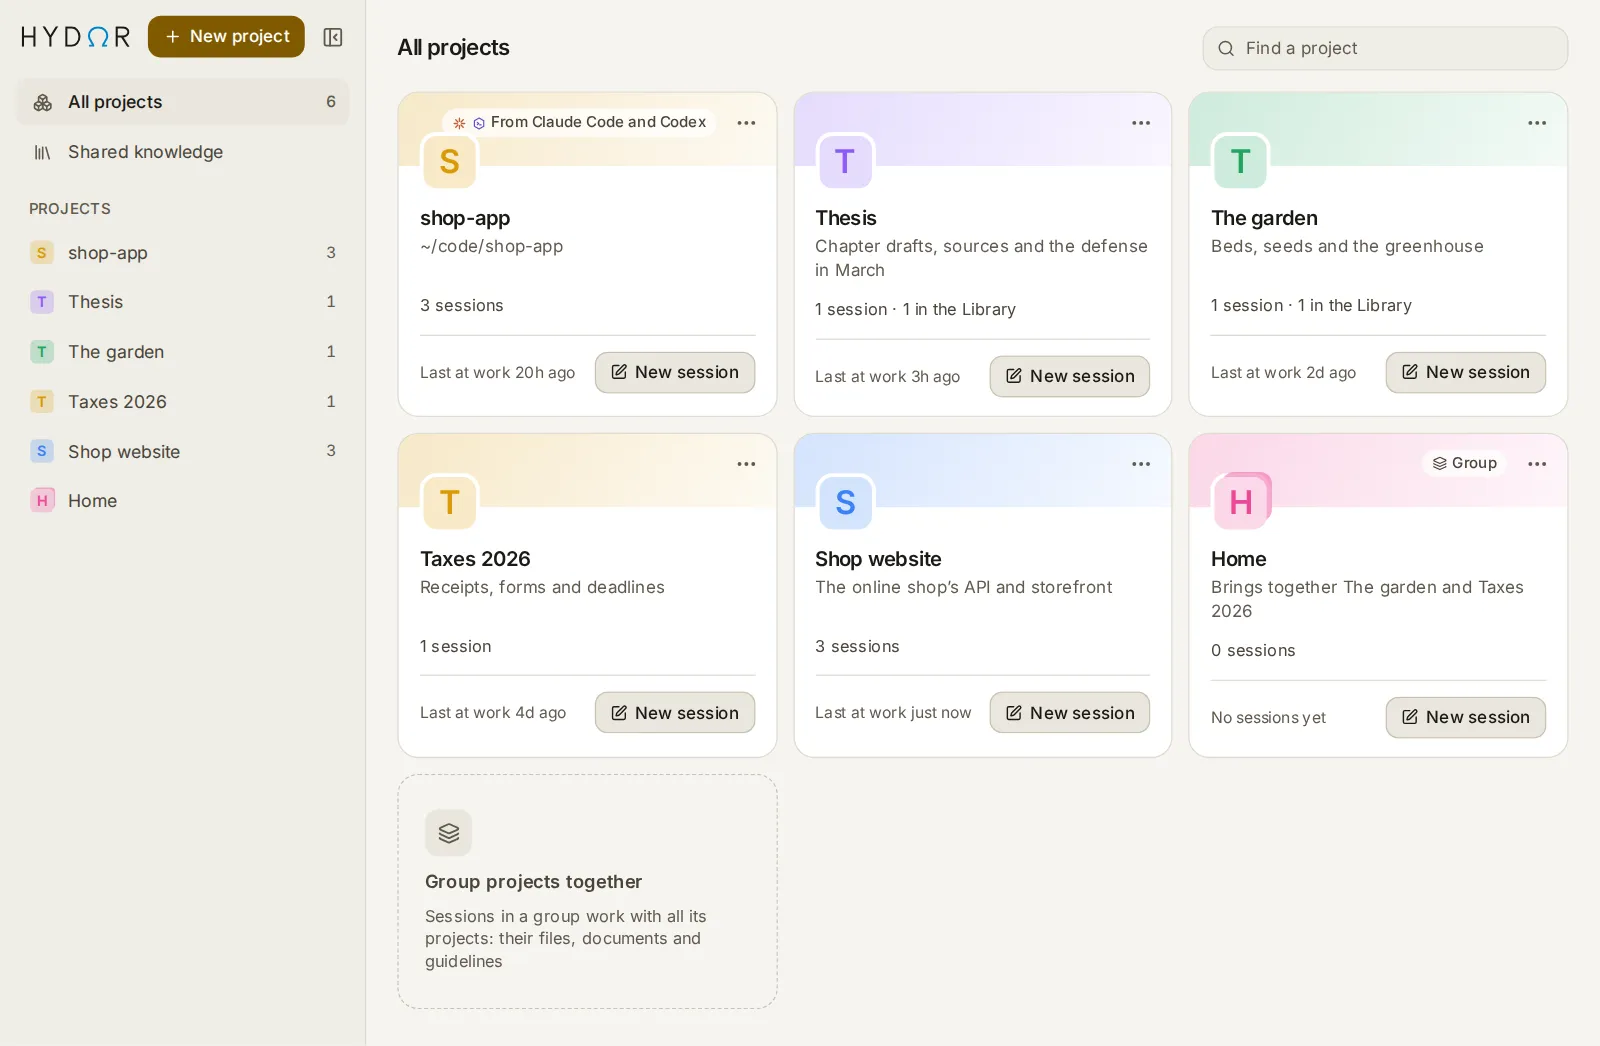 HYDΩR
New project
All projects 6
Shared knowledge
PROJECTS
S shop-app 3
T Thesis 1
T The garden 1
T Taxes 2026 1
S Shop website 3
H Home
All projects
Find a project
From Claude Code and Codex
S
shop-app
~/code/shop-app
3 sessions
Last at work 20h ago
New session
T
Thesis
Chapter drafts, sources and the defense
in March
1 session · 1 in the Library
Last at work 3h ago
New session
T
The garden
Beds, seeds and the greenhouse
1 session · 1 in the Library
Last at work 2d ago
New session
T
Taxes 2026
Receipts, forms and deadlines
1 session
Last at work 4d ago
New session
S
Shop website
The online shop’s API and storefront
3 sessions
Last at work just now
New session
Group
H
Home
Brings together The garden and Taxes
2026
0 sessions
No sessions yet
New session
Group projects together
Sessions in a group work with all its
projects: their files, documents and
guidelines